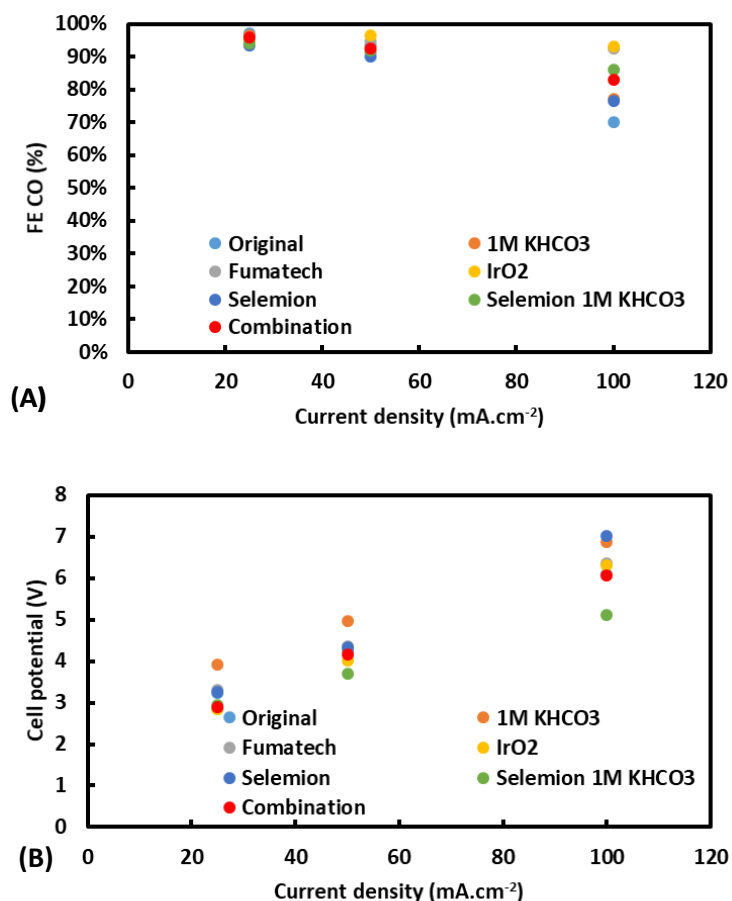 100%
90%
80%
70%
60%
50%
40%
30%
20%
10%
0%
FE CO (%)
Original
1M KHCO3
Fumatech
IrO2
Selemion
Selemion 1M KHCO3
Combination
0 20 40 60 80 100 120
(A)
Current density (mA.cm⁻²)
8
7
6
5
4
3
2
1
0
Cell potential (V)
Original
1M KHCO3
Fumatech
IrO2
Selemion
Selemion 1M KHCO3
Combination
0 20 40 60 80 100 120
(B)
Current density (mA.cm⁻²)